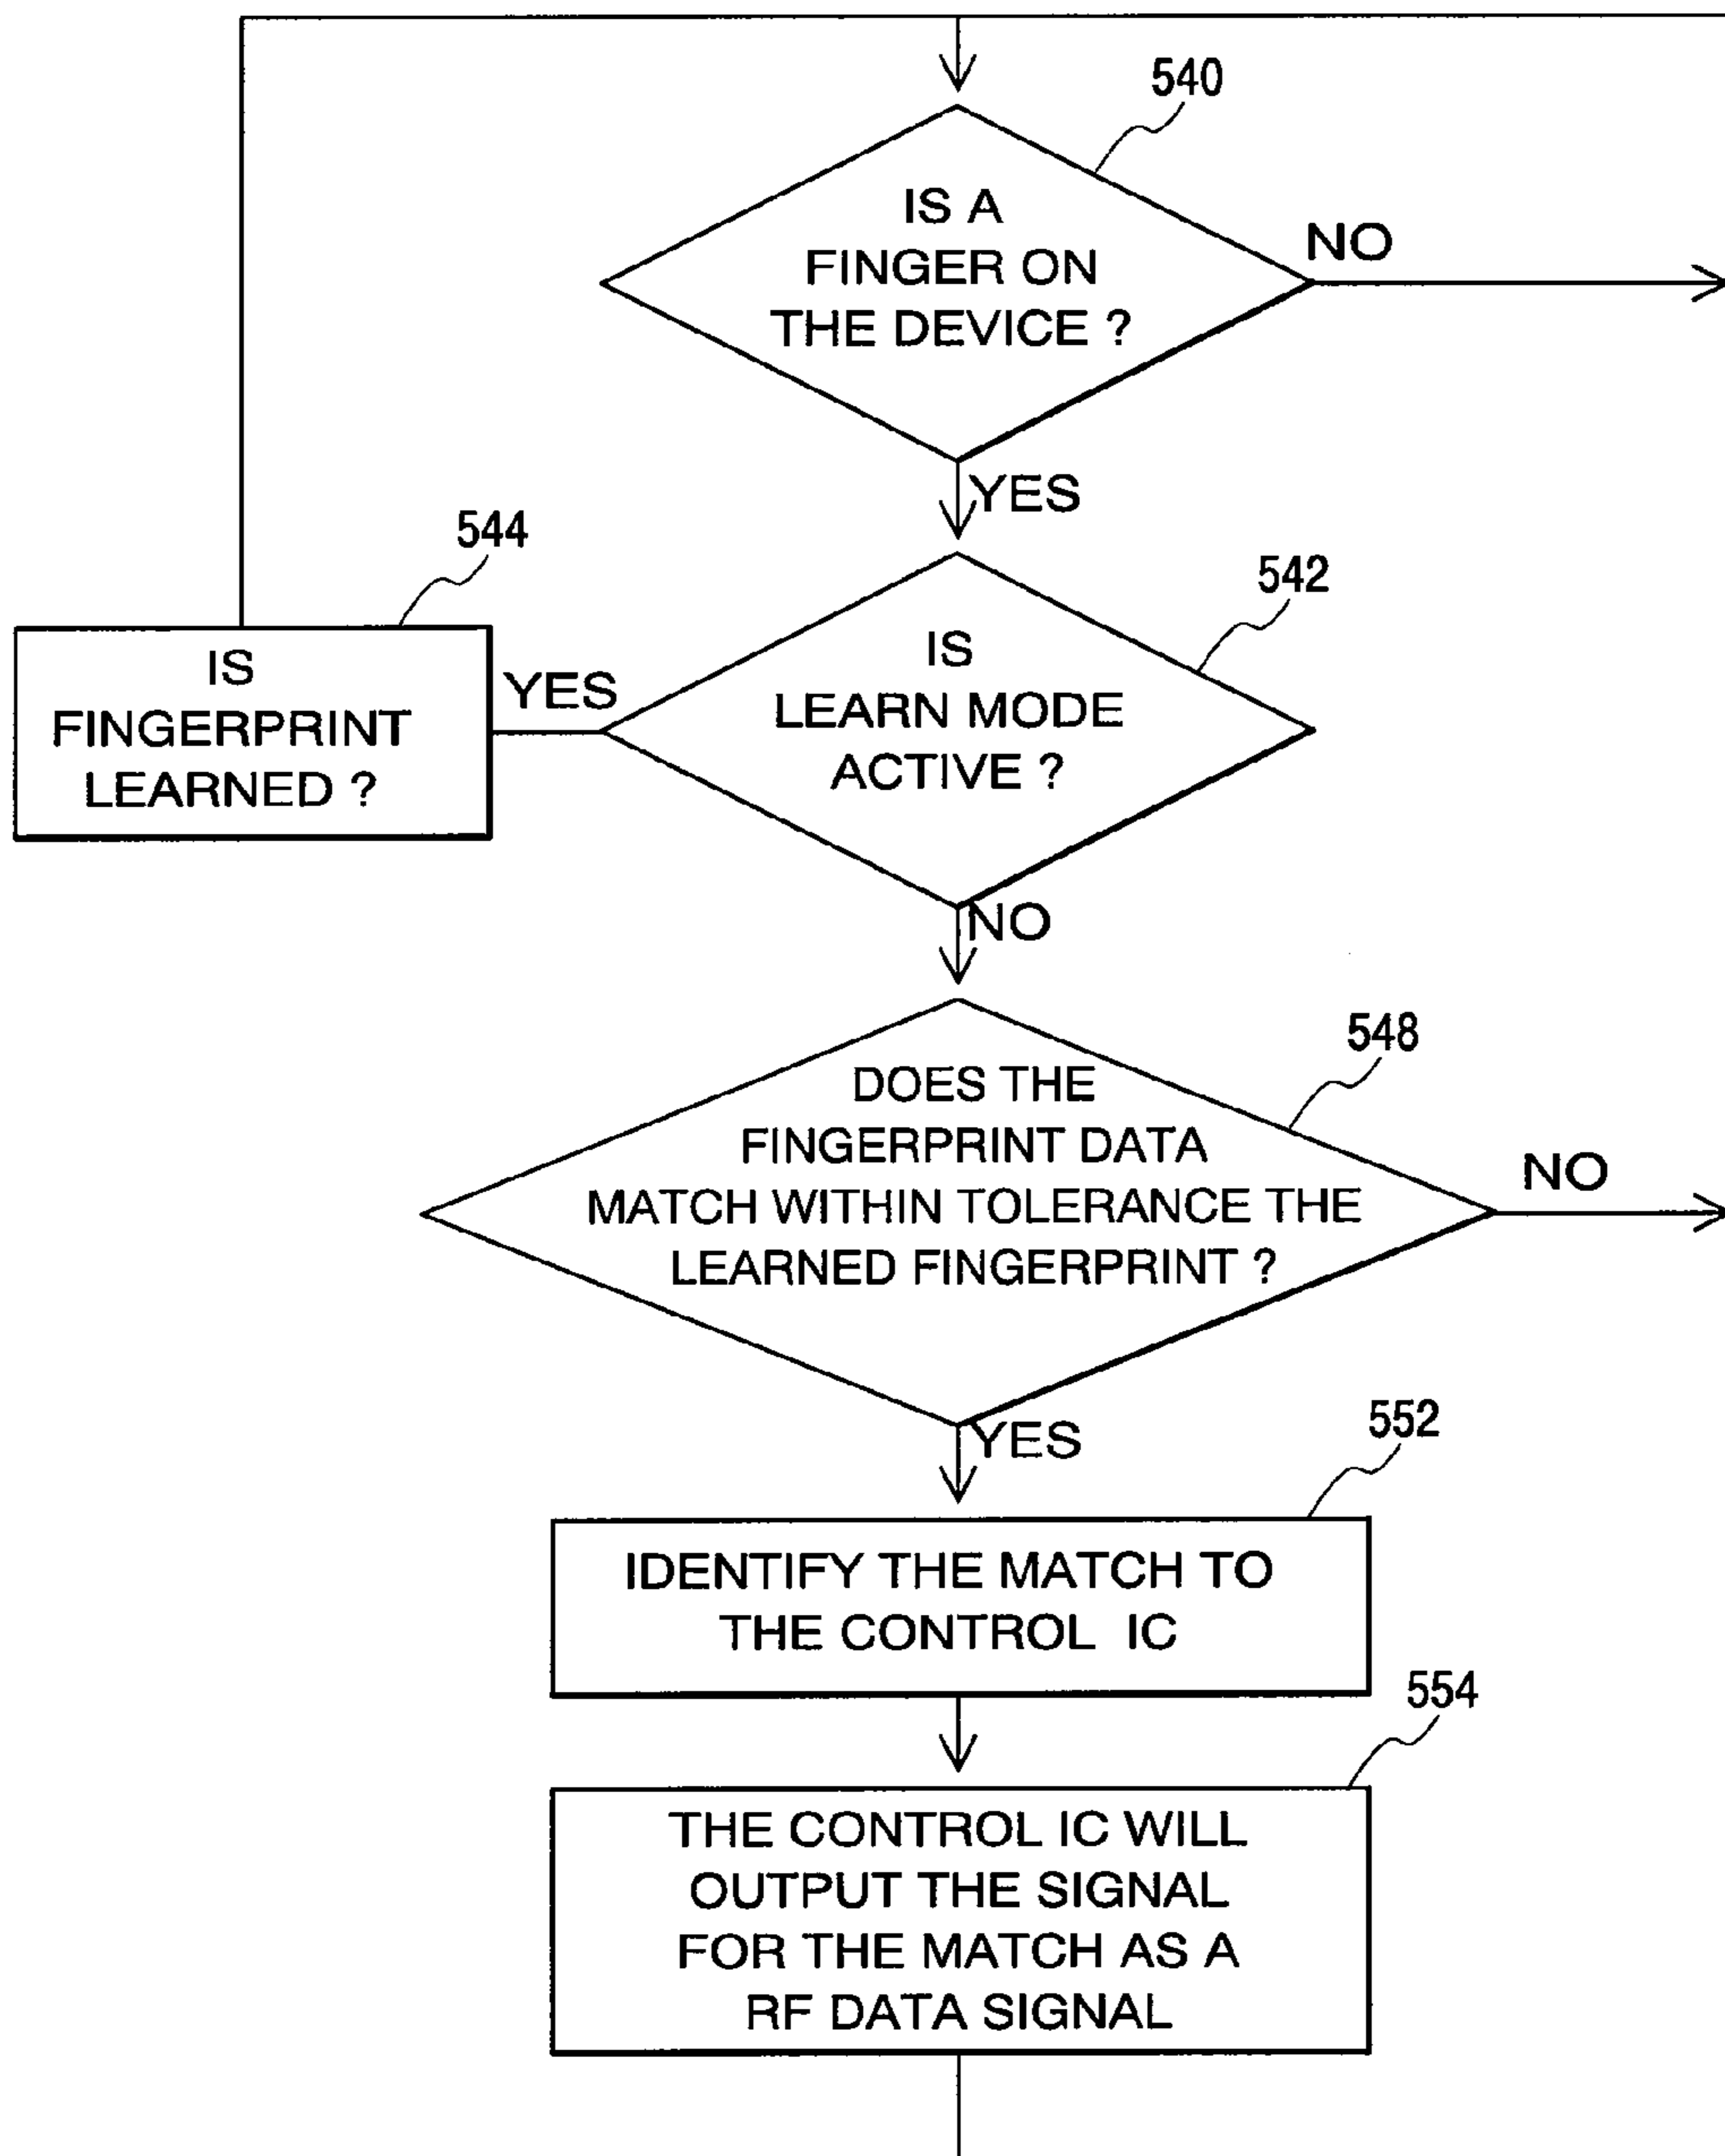 540
IS A
FINGER ON
THE DEVICE ?
NO
YES
544
542
IS
FINGERPRINT
LEARNED ?
YES
IS
LEARN MODE
ACTIVE ?
NO
548
DOES THE
FINGERPRINT DATA
MATCH WITHIN TOLERANCE THE
LEARNED FINGERPRINT ?
NO
YES
552
IDENTIFY THE MATCH TO
THE CONTROL IC
554
THE CONTROL IC WILL
OUTPUT THE SIGNAL
FOR THE MATCH AS A
RF DATA SIGNAL